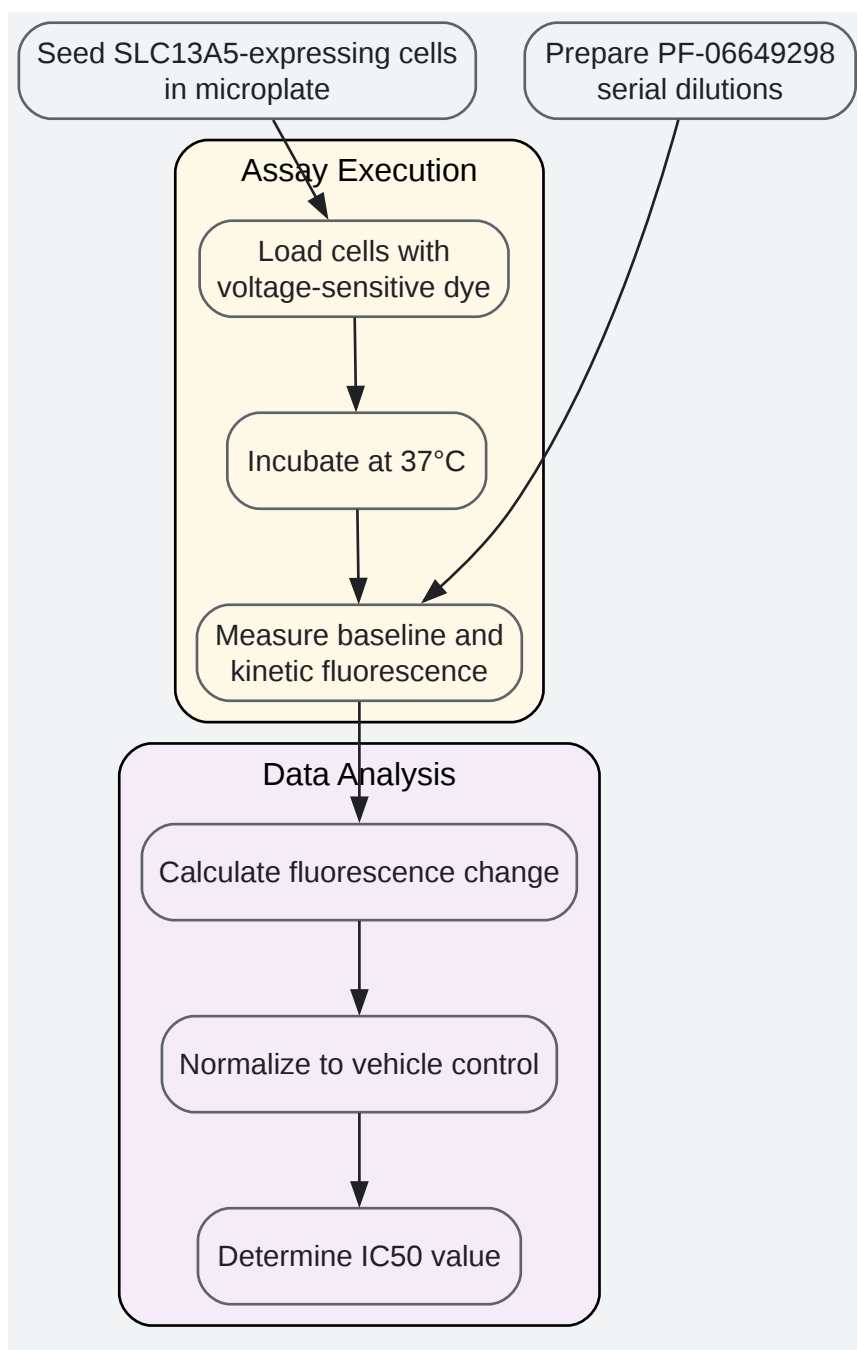 Seed SLC13A5-expressing cells
in microplate
Prepare PF-06649298
serial dilutions
Assay Execution
Load cells with
voltage-sensitive dye
Incubate at 37°C
Measure baseline and
kinetic fluorescence
Data Analysis
Calculate fluorescence change
Normalize to vehicle control
Determine IC50 value